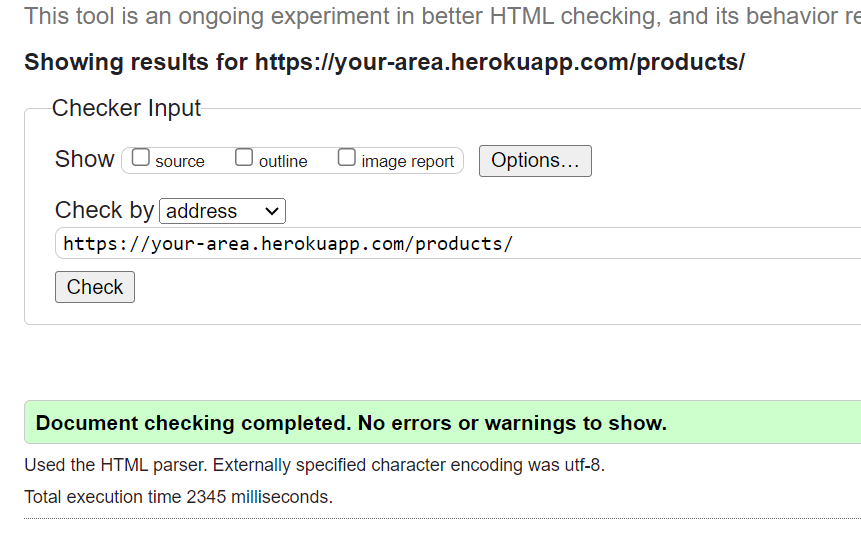 This tool is an ongoing experiment in better HTML checking, and its behavior re
Showing results for https://your-area.herokuapp.com/products/
Checker Input
Show source outline image report Options...
Check by address
https://your-area.herokuapp.com/products/
Check
Document checking completed. No errors or warnings to show.
Used the HTML parser. Externally specified character encoding was utf-8.
Total execution time 2345 milliseconds.